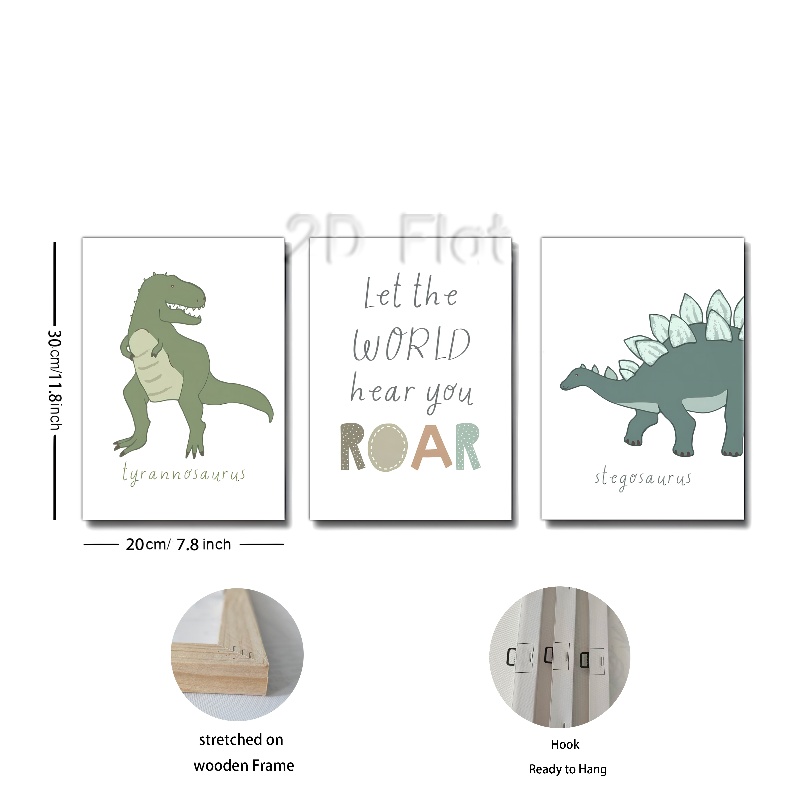 2D Flat
Let the
WORLD
hear you
ROAR
tyrannosaurus
stegosaurus
30cm/11.8inch
20cm/ 7.8 inch
stretched on
wooden Frame
Hook
Ready to Hang